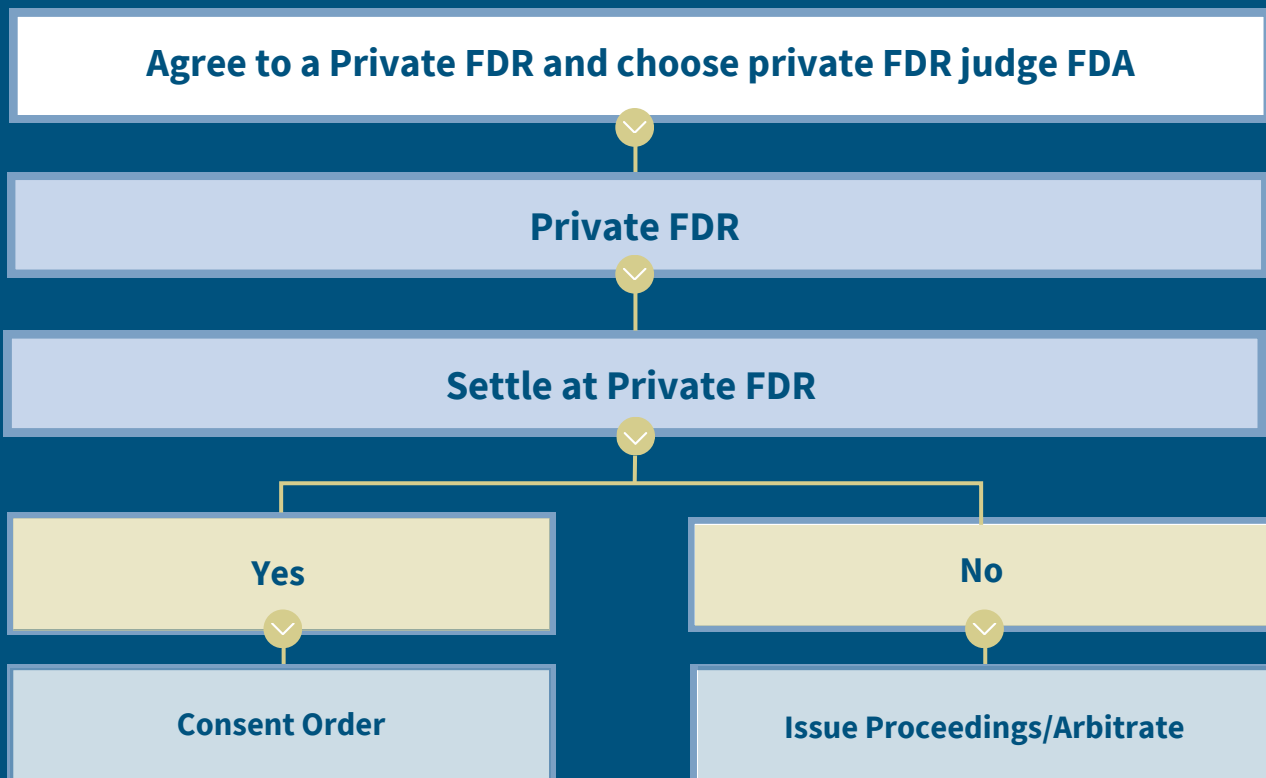 Agree to a Private FDR and choose private FDR judge FDA
Private FDR
Settle at Private FDR
Yes
No
Consent Order
Issue Proceedings/Arbitrate